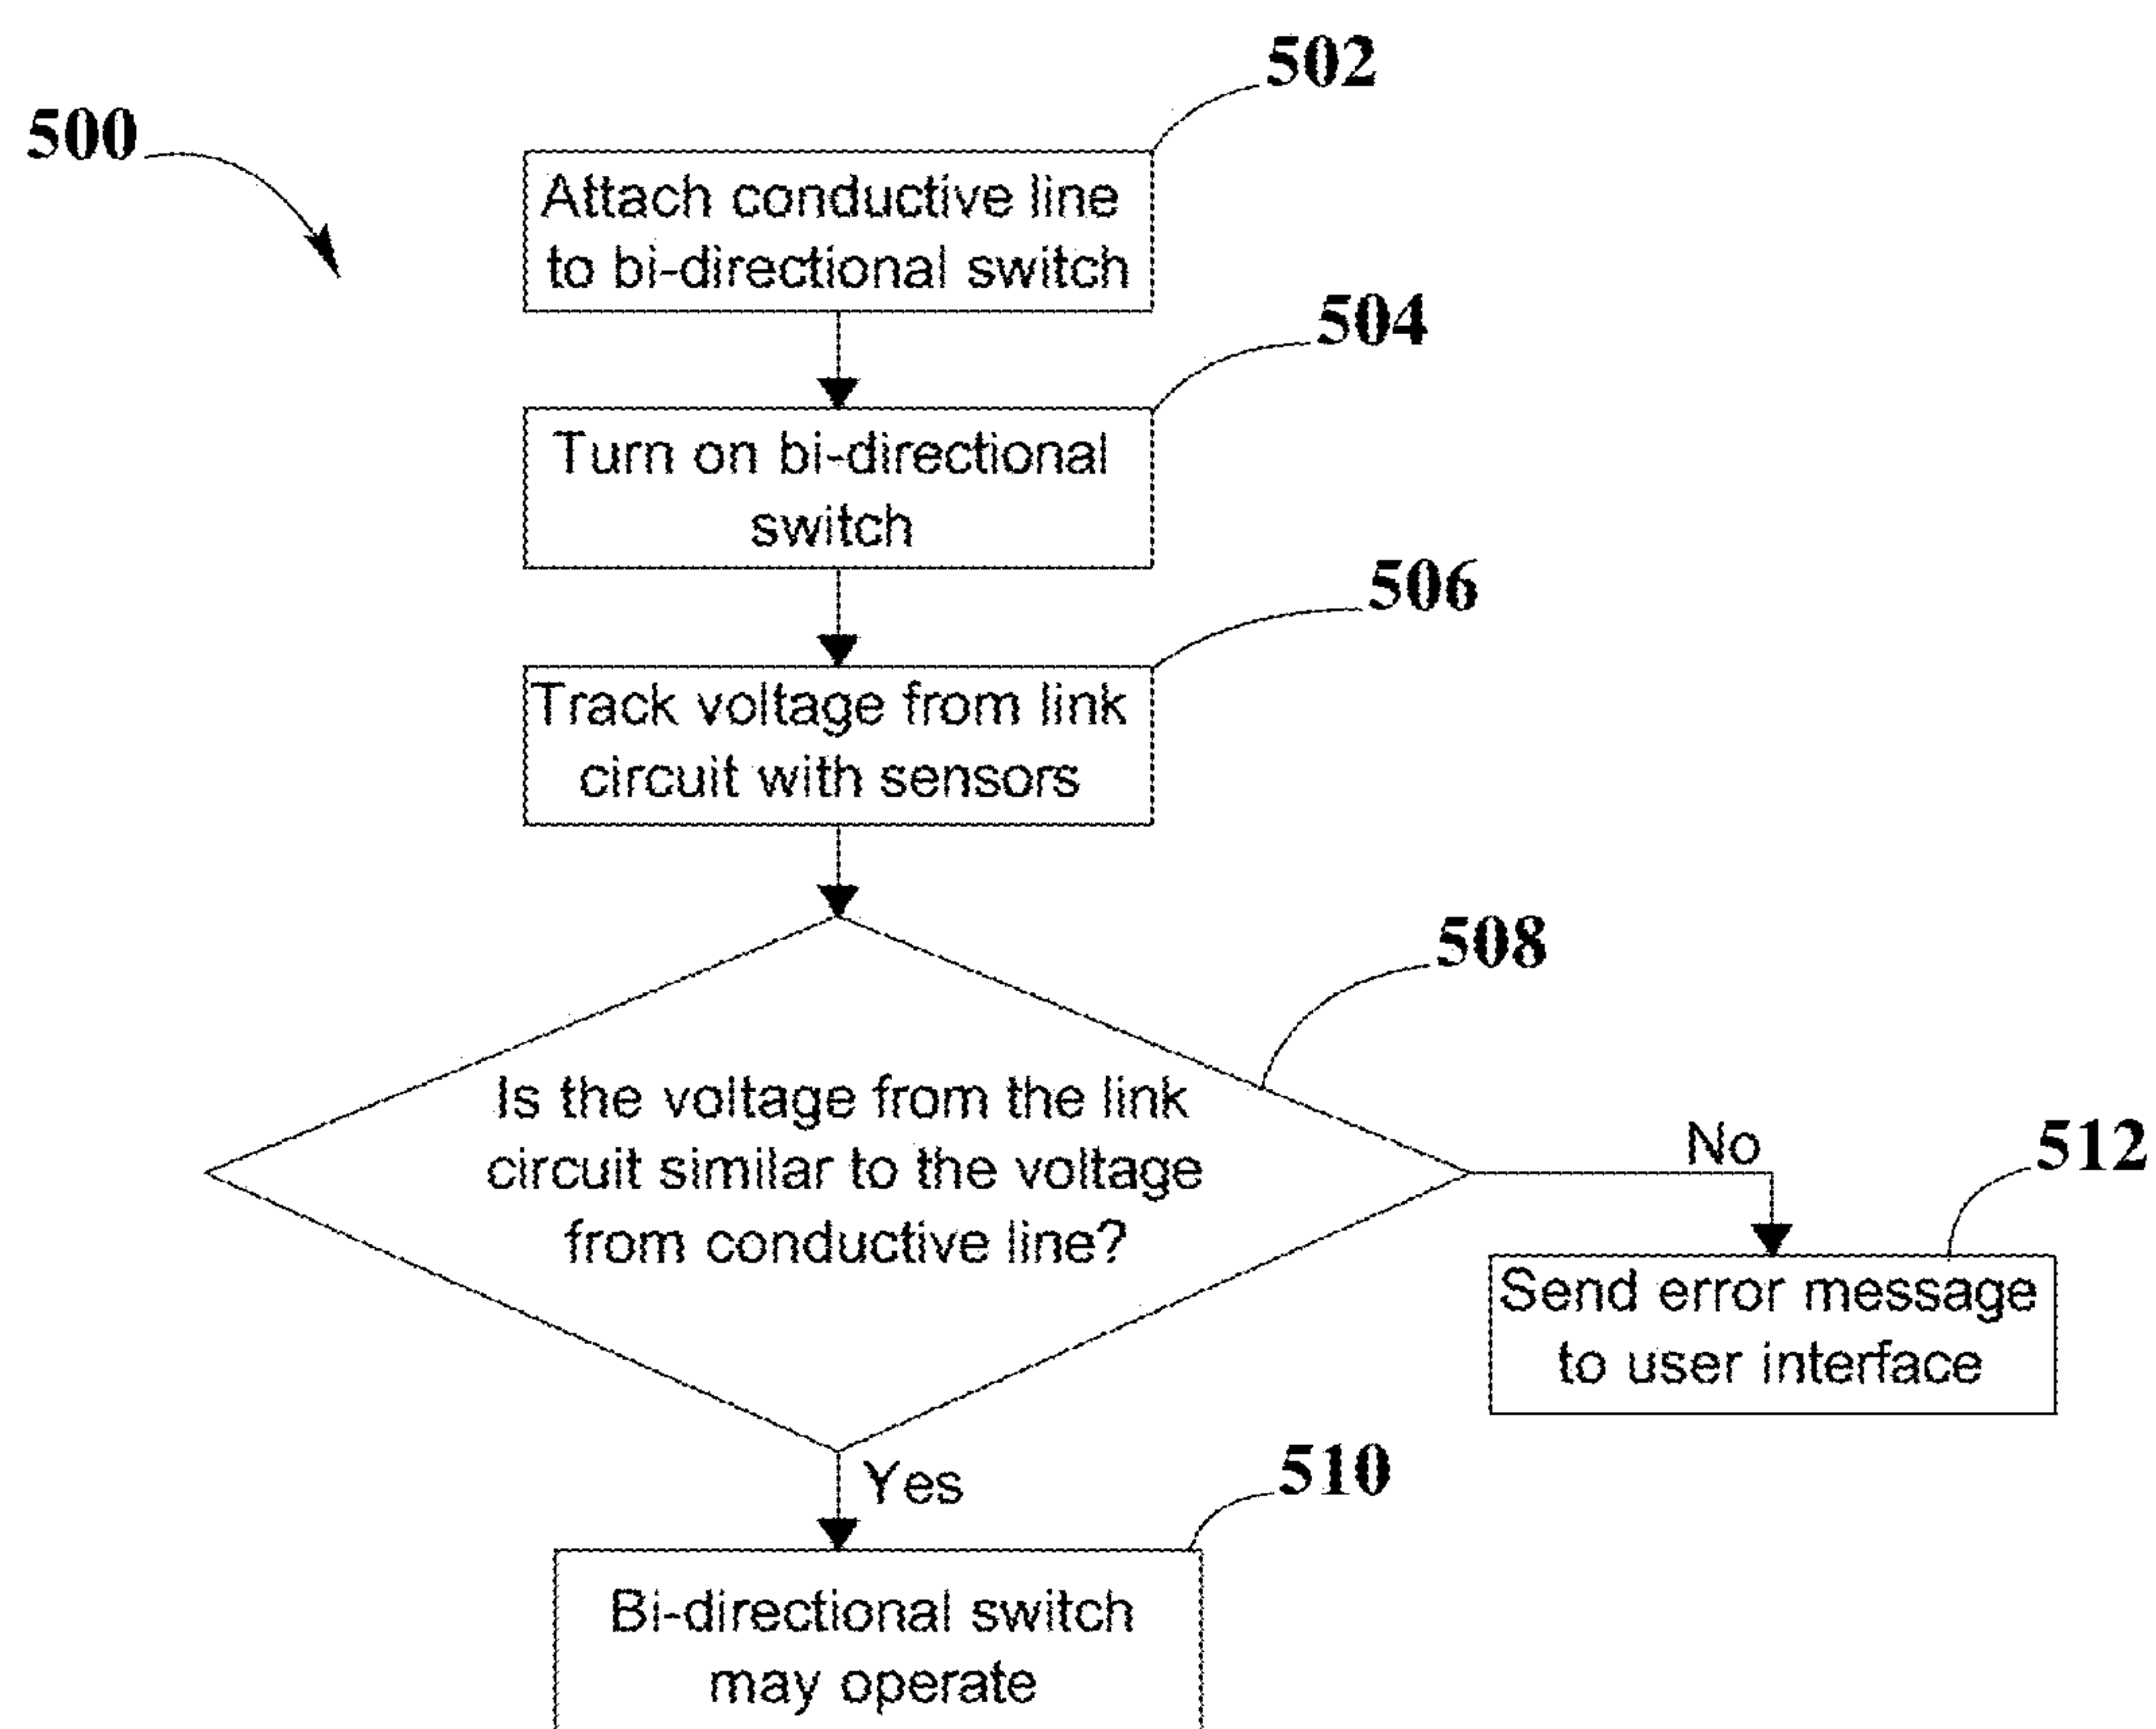 502
500
Attach conductive line
to bi-directional switch
504
Turn on bi-directional
switch
506
Track voltage from link
circuit with sensors
508
Is the voltage from the link
circuit similar to the voltage
from conductive line?
No
512
Send error message
to user interface
Yes
510
Bi-directional switch
may operate